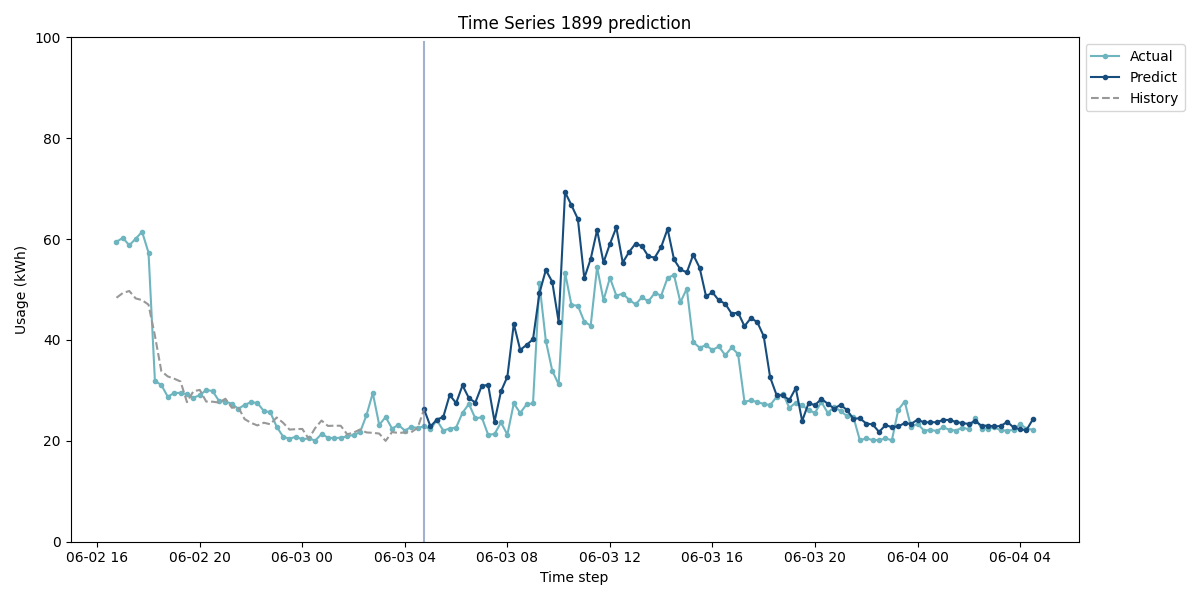 Time Series 1899 prediction
Usage (kWh)
100
80
60
40
20
0
06-02 16
06-02 20
06-03 00
06-03 04
06-03 08
06-03 12
06-03 16
06-03 20
06-04 00
06-04 04
Time step
Actual
Predict
History